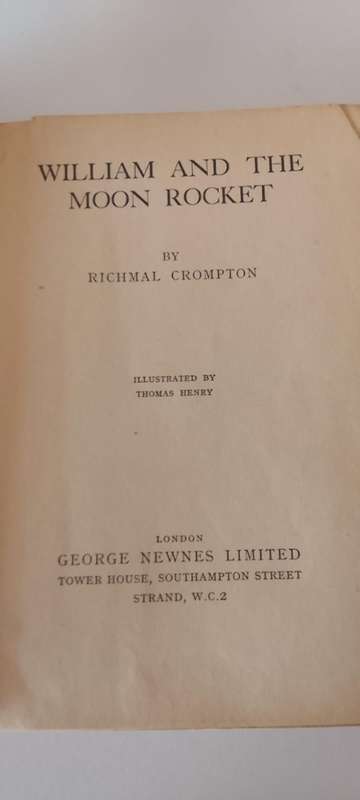 WILLIAM AND THE
MOON ROCKET
BY
RICHMAL CROMPTON
ILLUSTRATED BY
THOMAS HENRY
LONDON
GEORGE NEWNES LIMITED
TOWER HOUSE, SOUTHAMPTON STREET
STRAND, W.C.2